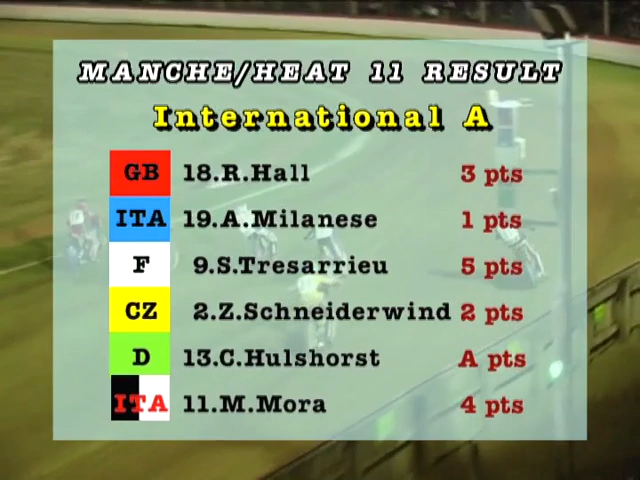 MANCHE/HEAT 11 RESULT
International A
GB 18.R.Hall 3 pts
ITA 19.A.Milanese 1 pts
F 9.S.Tresarrieu 5 pts
CZ 2.Z.Schneiderwind 2 pts
D 13.C.Hulshorst A pts
ITA 11.M.Mora 4 pts